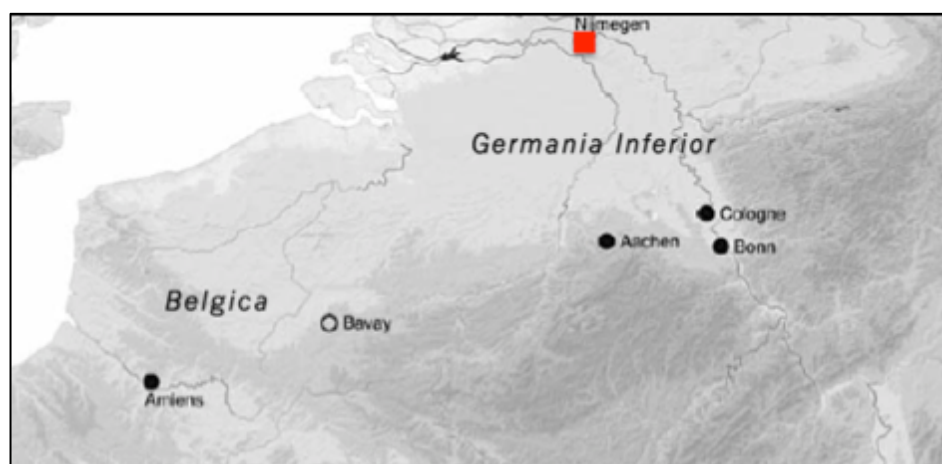 Nijmegen
Germania Inferior
Cologne
Aachen
Bonn
Belgica
Bavay
Amiens